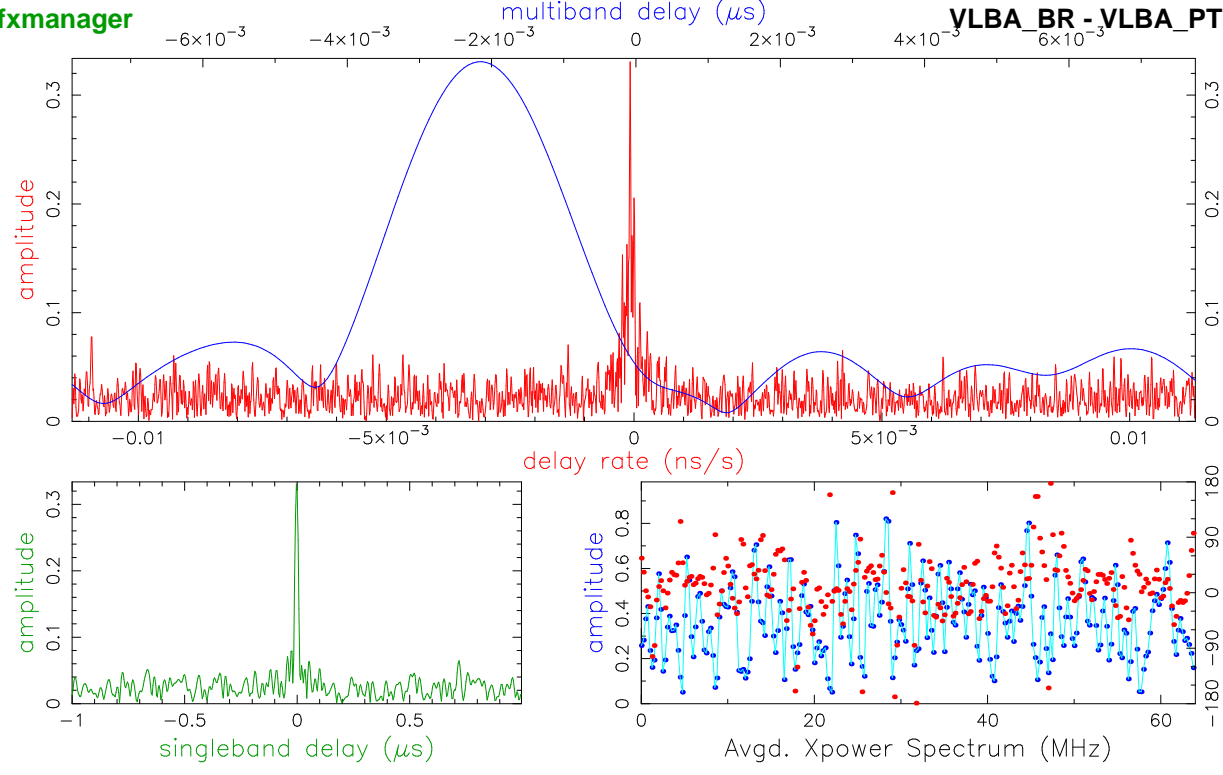 fxmanager
multiband delay (μs)
VLBA_BR - VLBA_PT
−6×10⁻³ −4×10⁻³ −2×10⁻³ 0 2×10⁻³ 4×10⁻³ 6×10⁻³
amplitude
0 0.1 0.2 0.3
0 0.1 0.2 0.3
−0.01 −5×10⁻³ 0 5×10⁻³ 0.01
delay rate (ns/s)
amplitude
0 0.1 0.2 0.3
−1 −0.5 0 0.5
singleband delay (μs)
amplitude
0 0.2 0.4 0.6 0.8
−180 −90 0 90 180
0 20 40 60
Avgd. Xpower Spectrum (MHz)